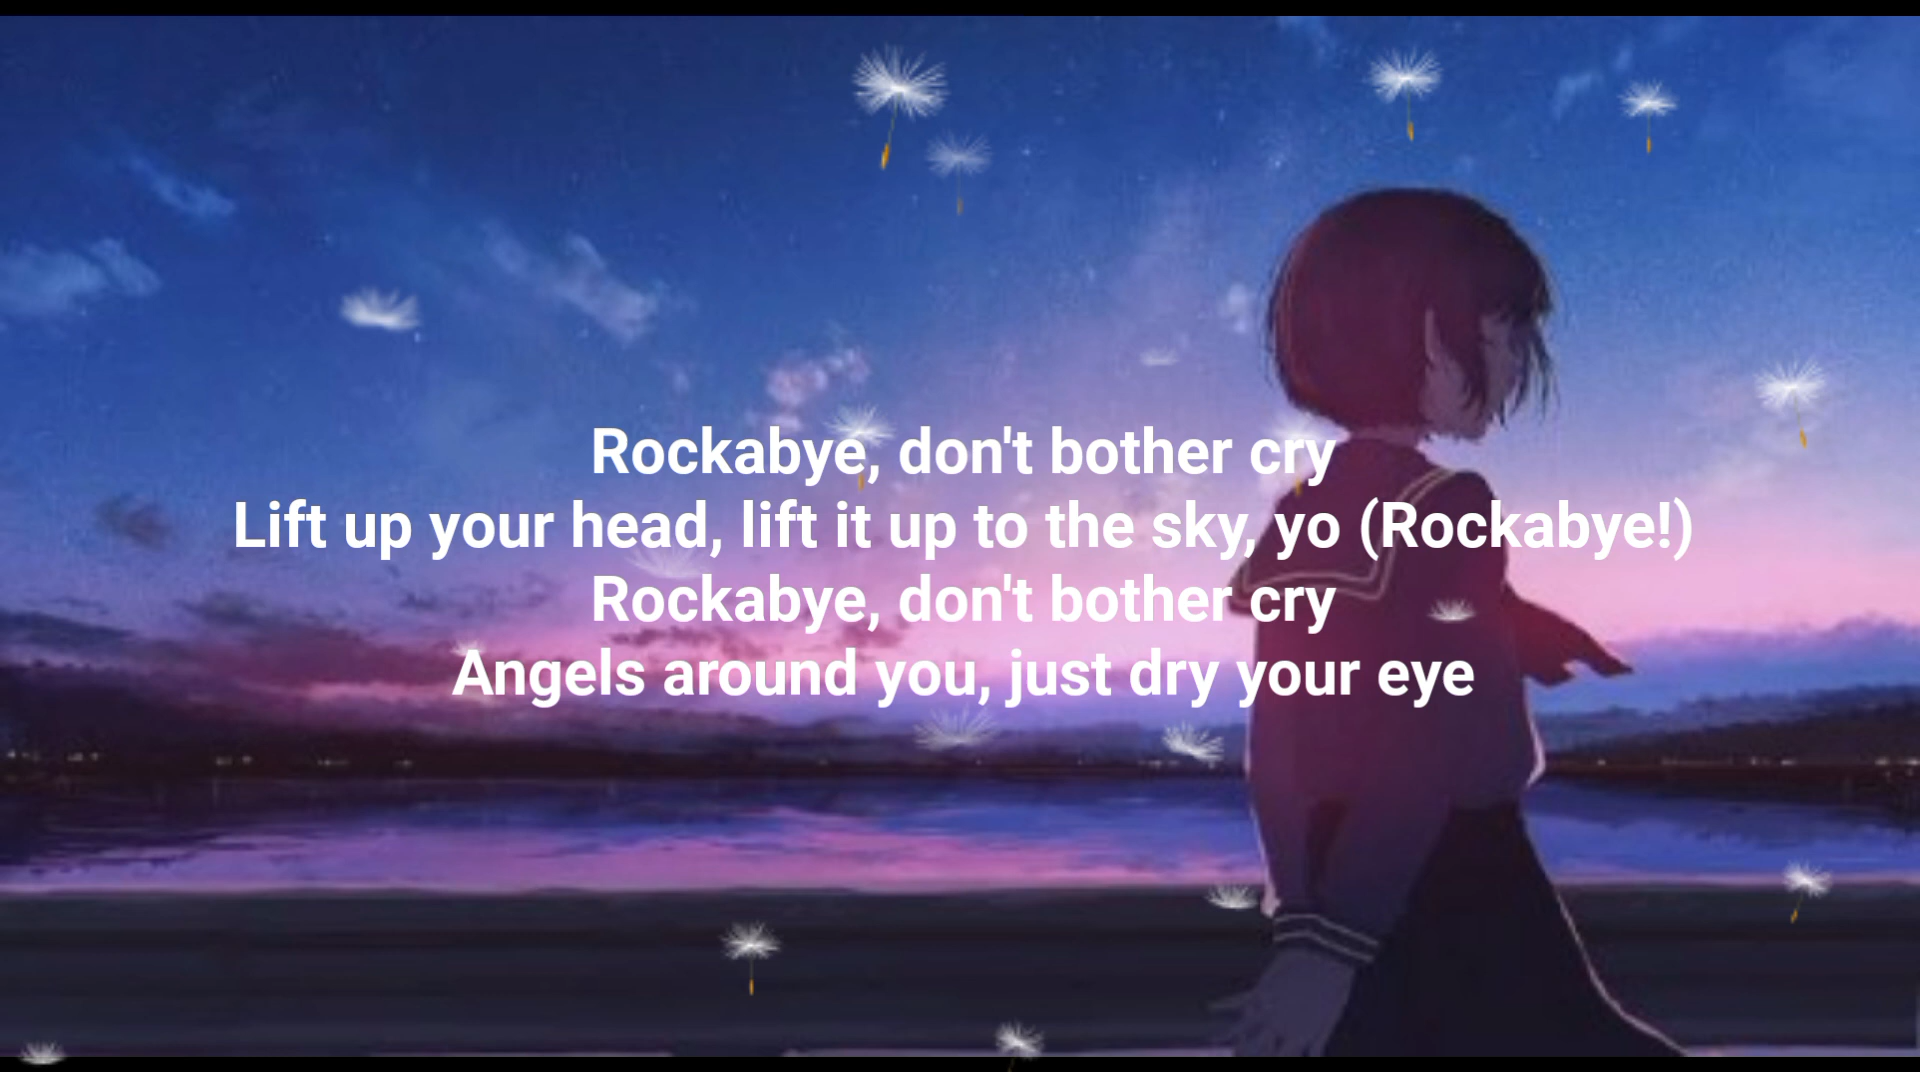 Rockabye, don't bother cry
Lift up your head, lift it up to the sky, yo (Rockabye!)
Rockabye, don't bother cry
Angels around you, just dry your eye